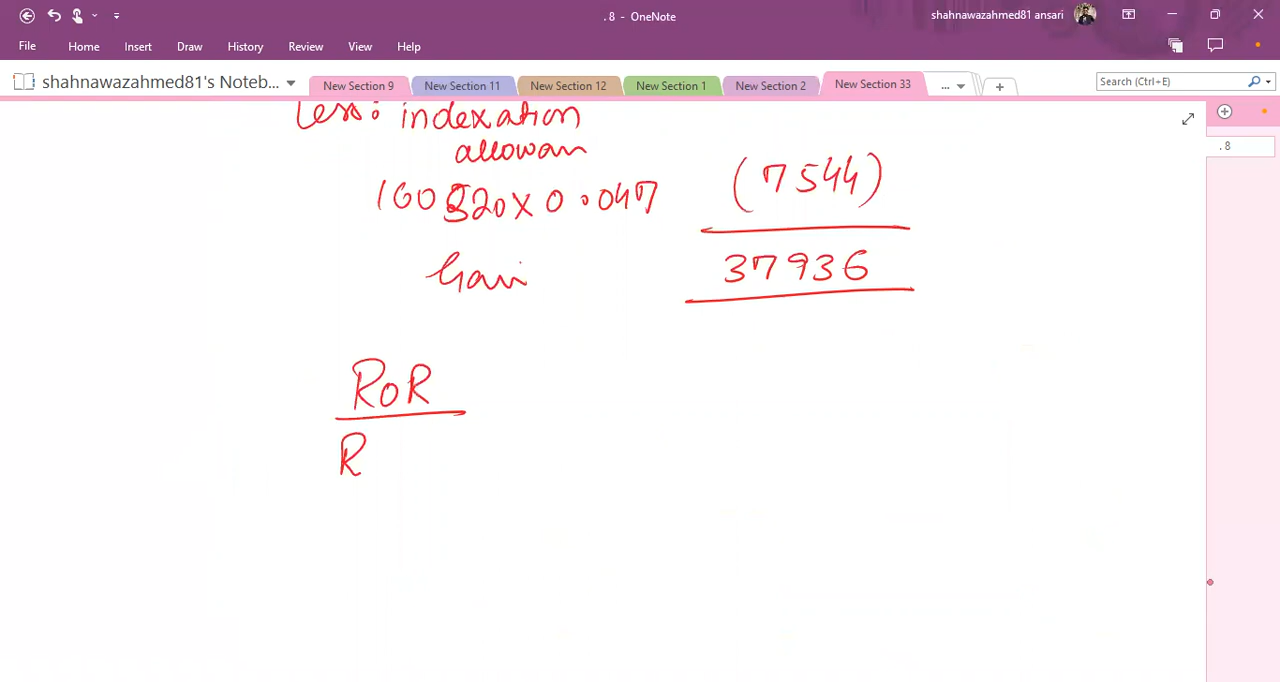 . 8 - OneNote
shahnawazahmed81 ansari
File Home Insert Draw History Review View Help
shahnawazahmed81's Noteb... New Section 9 New Section 11 New Section 12 New Section 1 New Section 2 New Section 33 ... + Search (Ctrl+E)
. 8
Less: indexation
allowan
160520 x 0.047 (7544)
Gain 37936
RoR
R